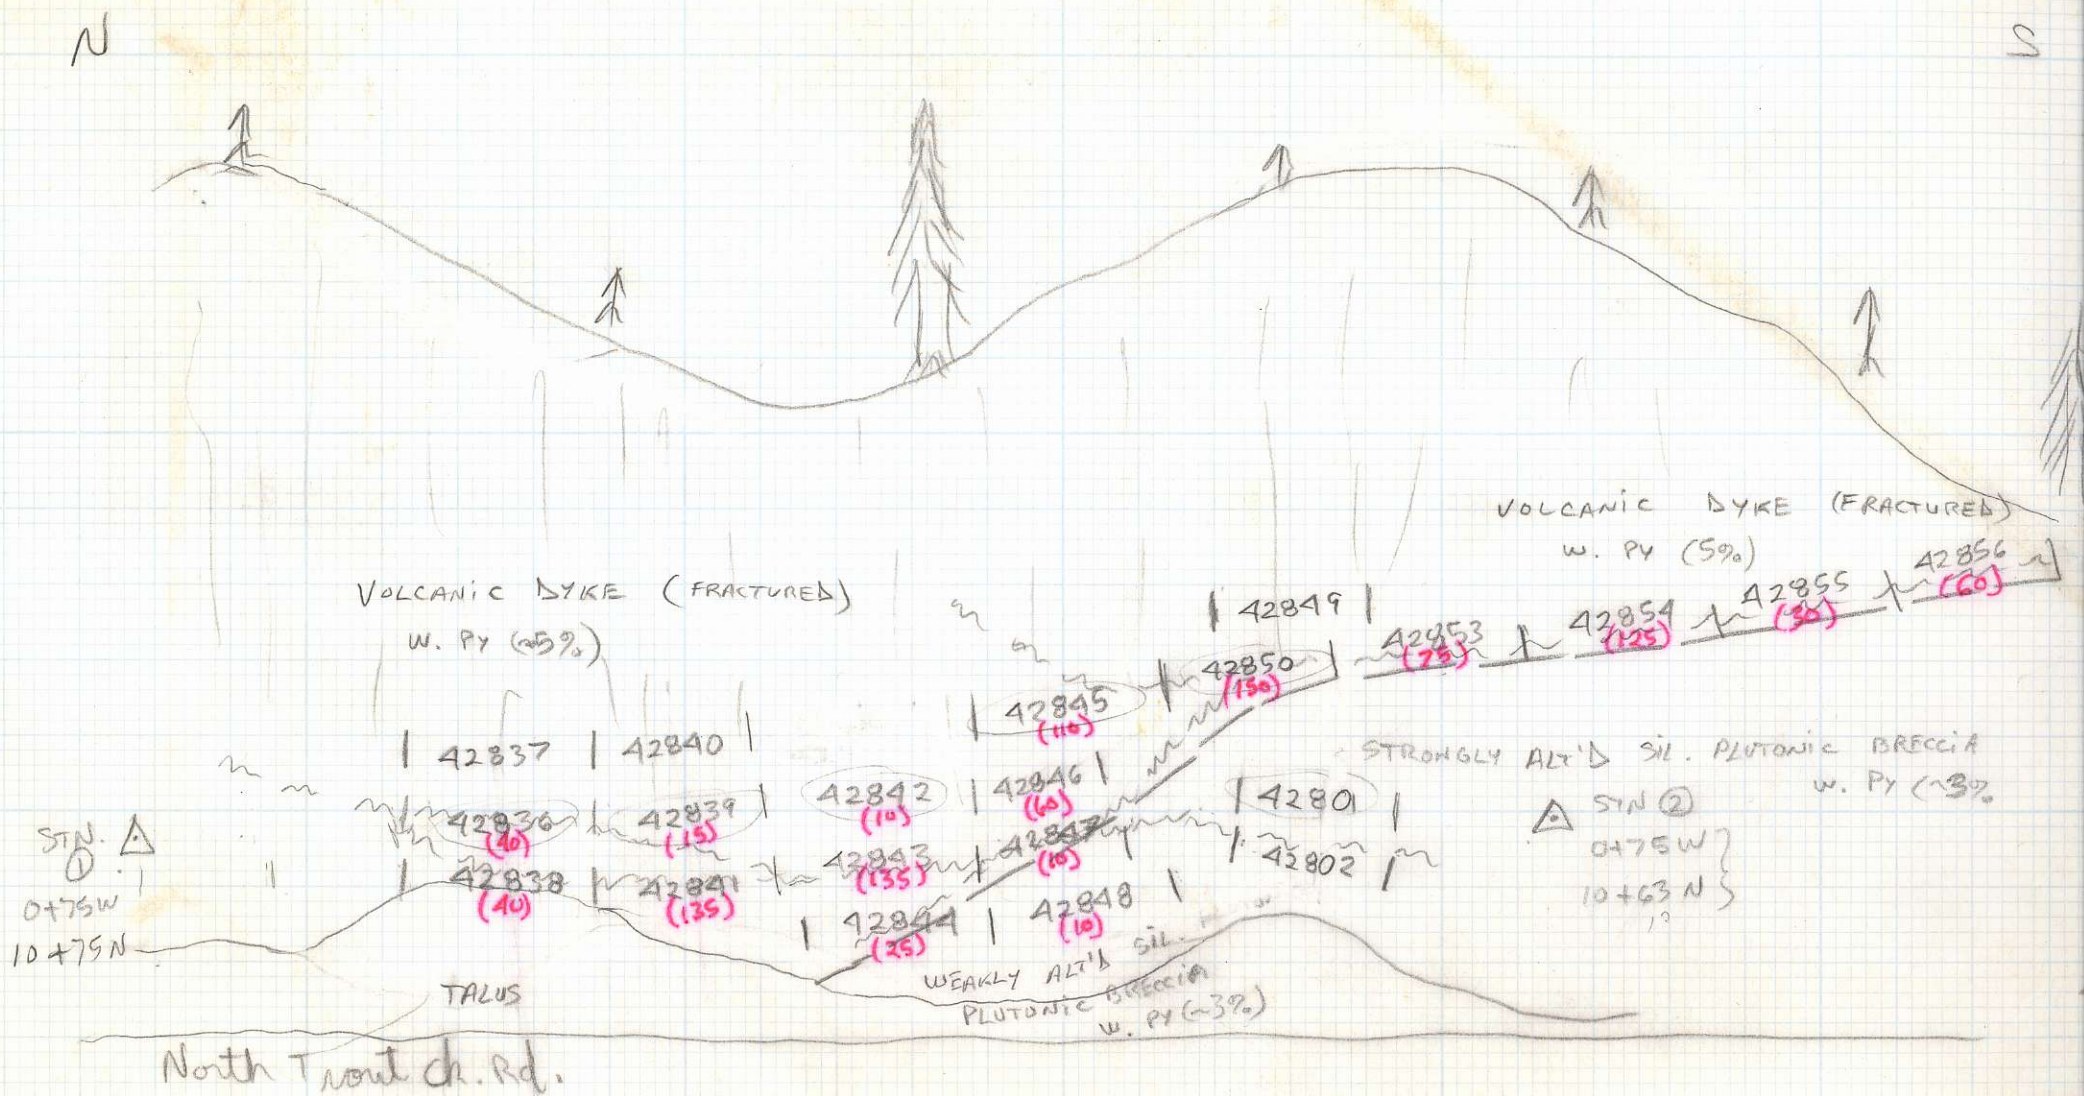 N
S
VOLCANIC DYKE (FRACTURED)
w. PY (5%)
VOLCANIC DYKE (FRACTURED)
w. PY (~5%)
42856
(60)
42855
(30)
42854
(125)
42853
(75)
42849
42850
(150)
42845
(110)
42837
42840
42846
(60)
42842
(10)
42836
(40)
42839
(15)
42801
42802
42843
(135)
42847
(10)
42838
(40)
42841
(135)
42848
(10)
42844
(25)
STRONGLY ALT'D SIL. PLUTONIC BRECCIA
w. PY (~3%
STN ②
0+75W
10+63N
STN.
①
0+75W
10+75N
WEAKLY ALT'D SIL.
PLUTONIC BRECCIA
w. PY (~3%)
TALUS
North Trout Ck. Rd.